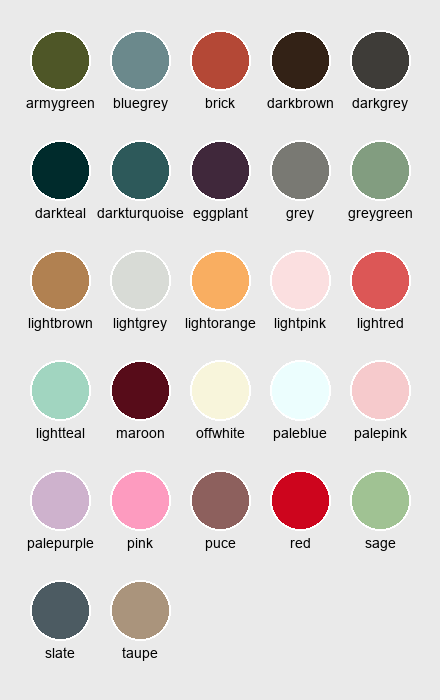 armygreen bluegrey brick darkbrown darkgrey
darkteal darkturquoise eggplant grey greygreen
lightbrown lightgrey lightorange lightpink lightred
lightteal maroon offwhite paleblue palepink
palepurple pink puce red sage
slate taupe